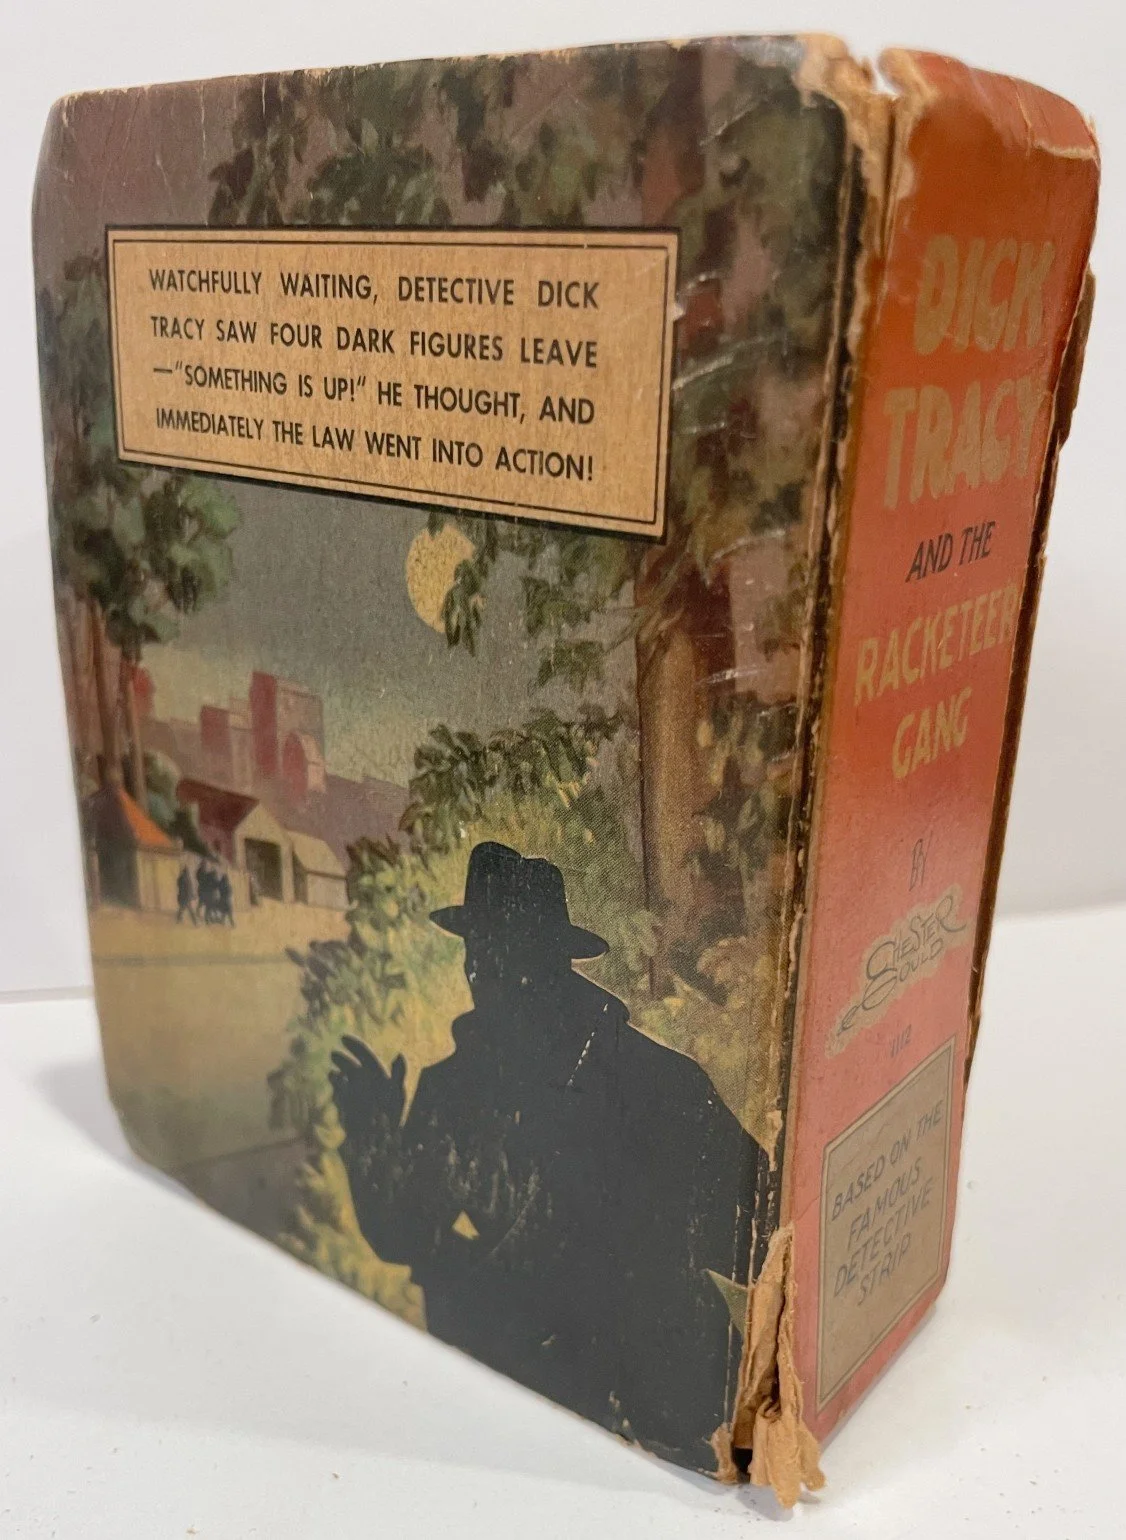 WATCHFULLY WAITING, DETECTIVE DICK
TRACY SAW FOUR DARK FIGURES LEAVE
—"SOMETHING IS UP!" HE THOUGHT, AND
IMMEDIATELY THE LAW WENT INTO ACTION!
DICK
TRACY
AND THE
RACKETEER
GANG
BY
CHESTER
GOULD
1112
BASED ON THE
FAMOUS
DETECTIVE
STRIP